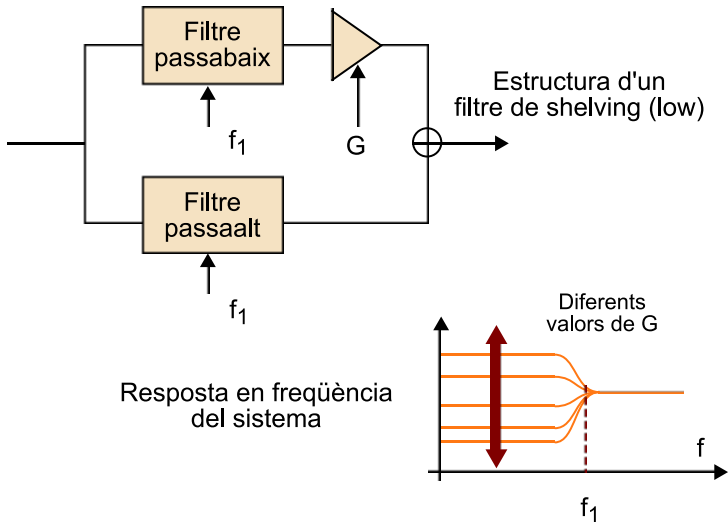 Filtre
passabaix
f1
G
Estructura d'un
filtre de shelving (low)
Filtre
passaalt
f1
Diferents
valors de G
Resposta en freqüència
del sistema
f
f1